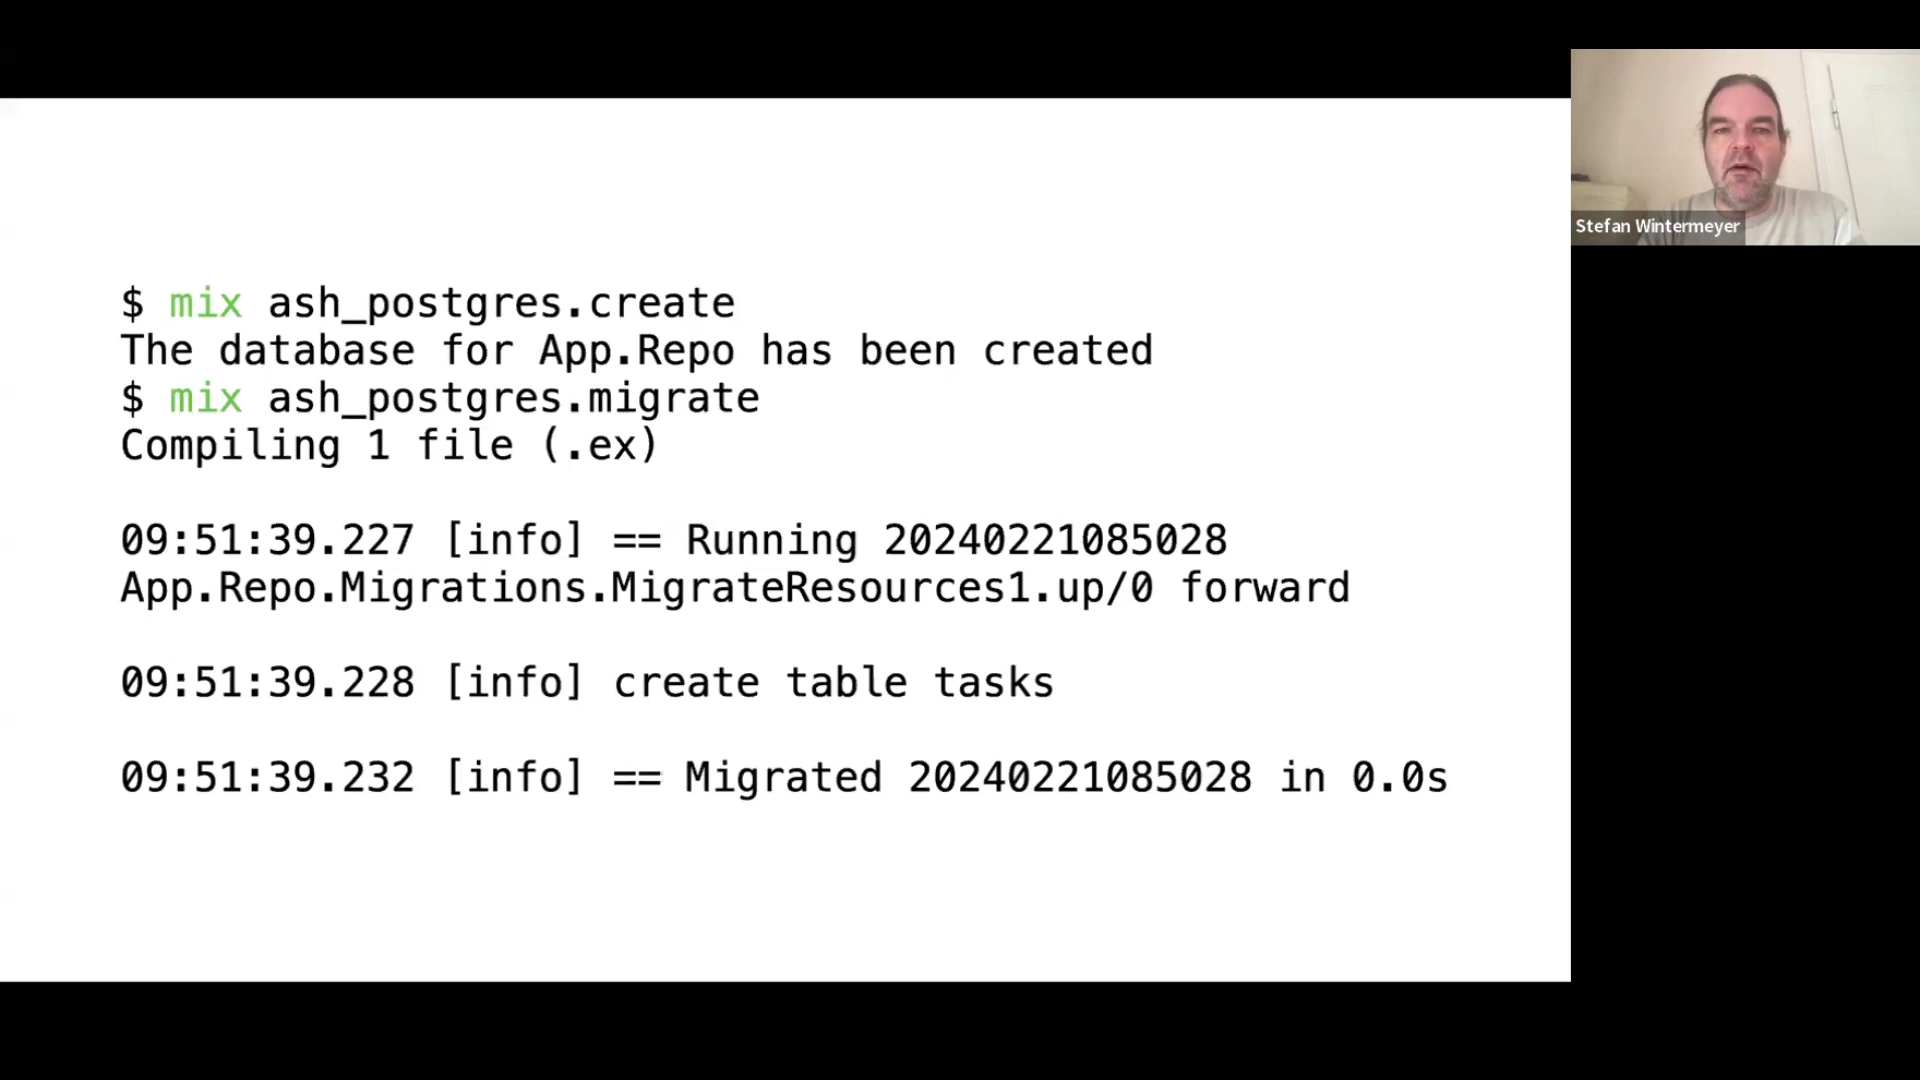 $ mix ash_postgres.create
The database for App.Repo has been created
$ mix ash_postgres.migrate
Compiling 1 file (.ex)
09:51:39.227 [info] == Running 20240221085028
App.Repo.Migrations.MigrateResources1.up/0 forward
09:51:39.228 [info] create table tasks
09:51:39.232 [info] == Migrated 20240221085028 in 0.0s
Stefan Wintermeyer